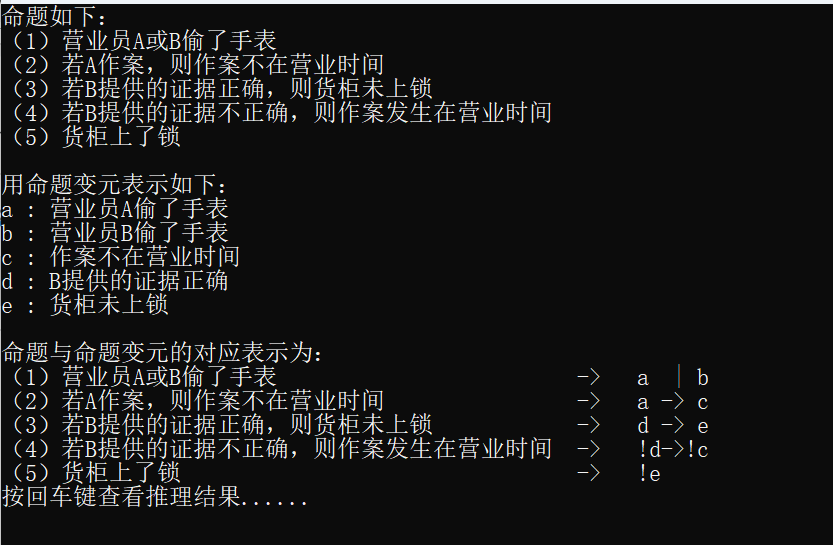 命题如下：
（1）营业员A或B偷了手表
（2）若A作案，则作案不在营业时间
（3）若B提供的证据正确，则货柜未上锁
（4）若B提供的证据不正确，则作案发生在营业时间
（5）货柜上了锁
用命题变元表示如下：
a : 营业员A偷了手表
b : 营业员B偷了手表
c : 作案不在营业时间
d : B提供的证据正确
e : 货柜未上锁
命题与命题变元的对应表示为：
（1）营业员A或B偷了手表 -> a | b
（2）若A作案，则作案不在营业时间 -> a -> c
（3）若B提供的证据正确，则货柜未上锁 -> d -> e
（4）若B提供的证据不正确，则作案发生在营业时间 -> !d->!c
（5）货柜上了锁 -> !e
按回车键查看推理结果......